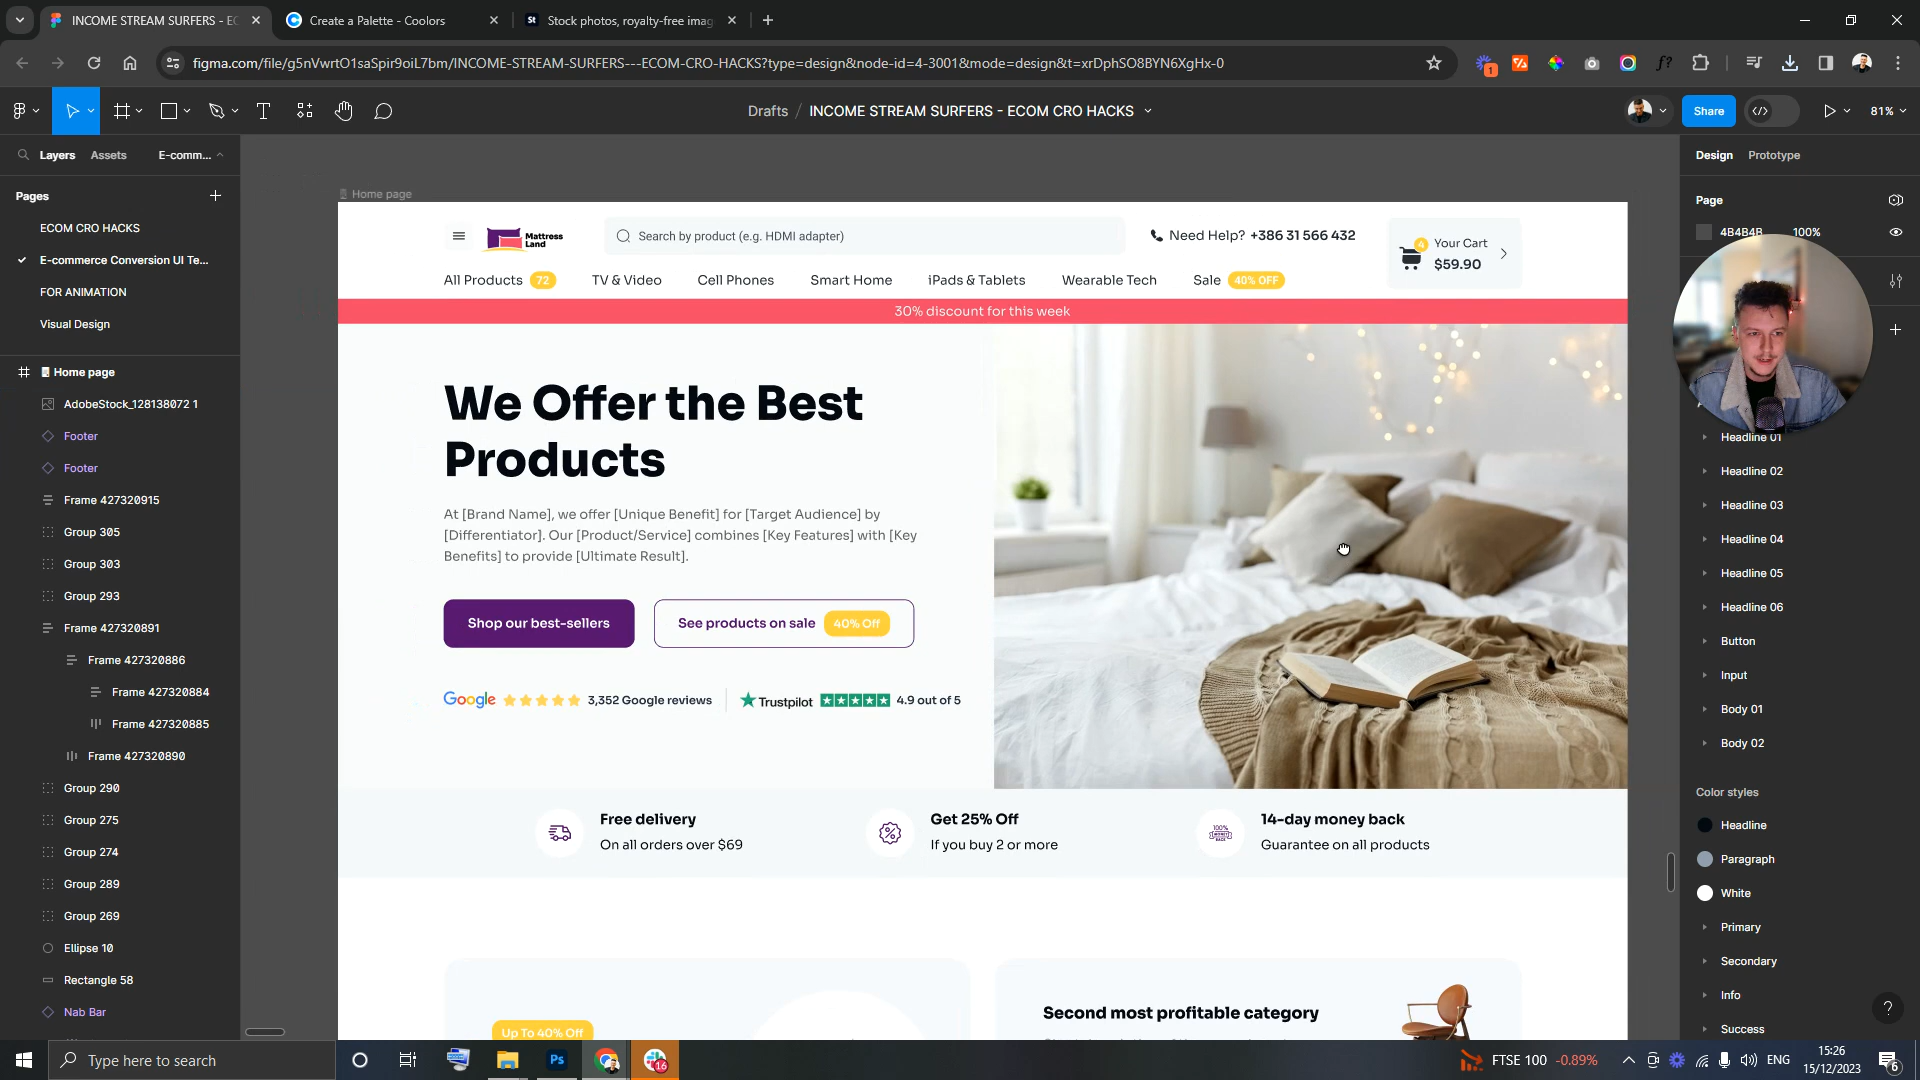 INCOME STREAM SURFERS - EC
Create a Palette - Coolors
St
Stock photos, royalty-free imag
figma.com/file/g5nVwrtO1saSpir9oiL7bm/INCOME-STREAM-SURFERS---ECOM-CRO-HACKS?type=design&node-id=4-3001&mode=design&t=xrDphSO8BYN6XgHx-0
1
f?
Drafts / INCOME STREAM SURFERS - ECOM CRO HACKS
Share
81%
Layers
Assets
E-comm...
Design
Prototype
Pages
ECOM CRO HACKS
E-commerce Conversion UI Te...
FOR ANIMATION
Visual Design
Home page
AdobeStock_128138072 1
Footer
Footer
Frame 427320915
Group 305
Group 303
Group 293
Frame 427320891
Frame 427320886
Frame 427320884
Frame 427320885
Frame 427320890
Group 290
Group 275
Group 274
Group 289
Group 269
Ellipse 10
Rectangle 58
Nab Bar
Home page
Mattress
Land
Search by product (e.g. HDMI adapter)
Need Help? +386 31 566 432
4
Your Cart
$59.90
All Products 72
TV & Video
Cell Phones
Smart Home
iPads & Tablets
Wearable Tech
Sale 40% OFF
30% discount for this week
We Offer the Best
Products
At [Brand Name], we offer [Unique Benefit] for [Target Audience] by
[Differentiator]. Our [Product/Service] combines [Key Features] with [Key
Benefits] to provide [Ultimate Result].
Shop our best-sellers
See products on sale 40% Off
Google 3,352 Google reviews
Trustpilot 4.9 out of 5
Free delivery
On all orders over $69
Get 25% Off
If you buy 2 or more
100%
14-day money back
Guarantee on all products
Up To 40% Off
Second most profitable category
Page
4B4B4B 100%
Headline 01
Headline 02
Headline 03
Headline 04
Headline 05
Headline 06
Button
Input
Body 01
Body 02
Color styles
Headline
Paragraph
White
Primary
Secondary
Info
Success
?
Type here to search
Ps
16
FTSE 100 -0.89%
ENG
15:26
15/12/2023
6